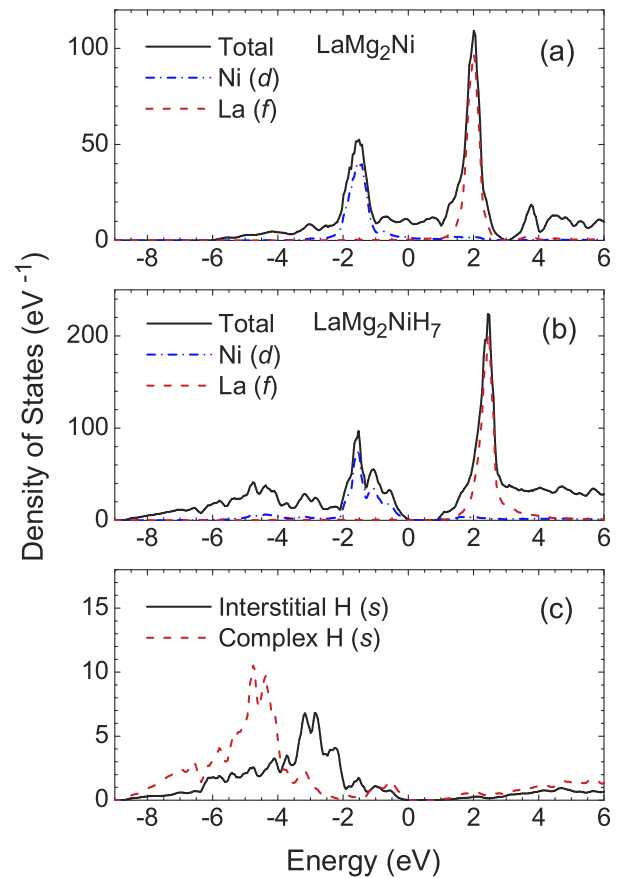 Total LaMg2Ni (a)
Ni (d)
La (f)
100
50
0
-8 -6 -4 -2 0 2 4 6
Total LaMg2NiH7 (b)
Ni (d)
La (f)
200
100
0
-8 -6 -4 -2 0 2 4 6
Density of States (eV -1)
Interstitial H (s) (c)
Complex H (s)
15
10
5
0
-8 -6 -4 -2 0 2 4 6
Energy (eV)